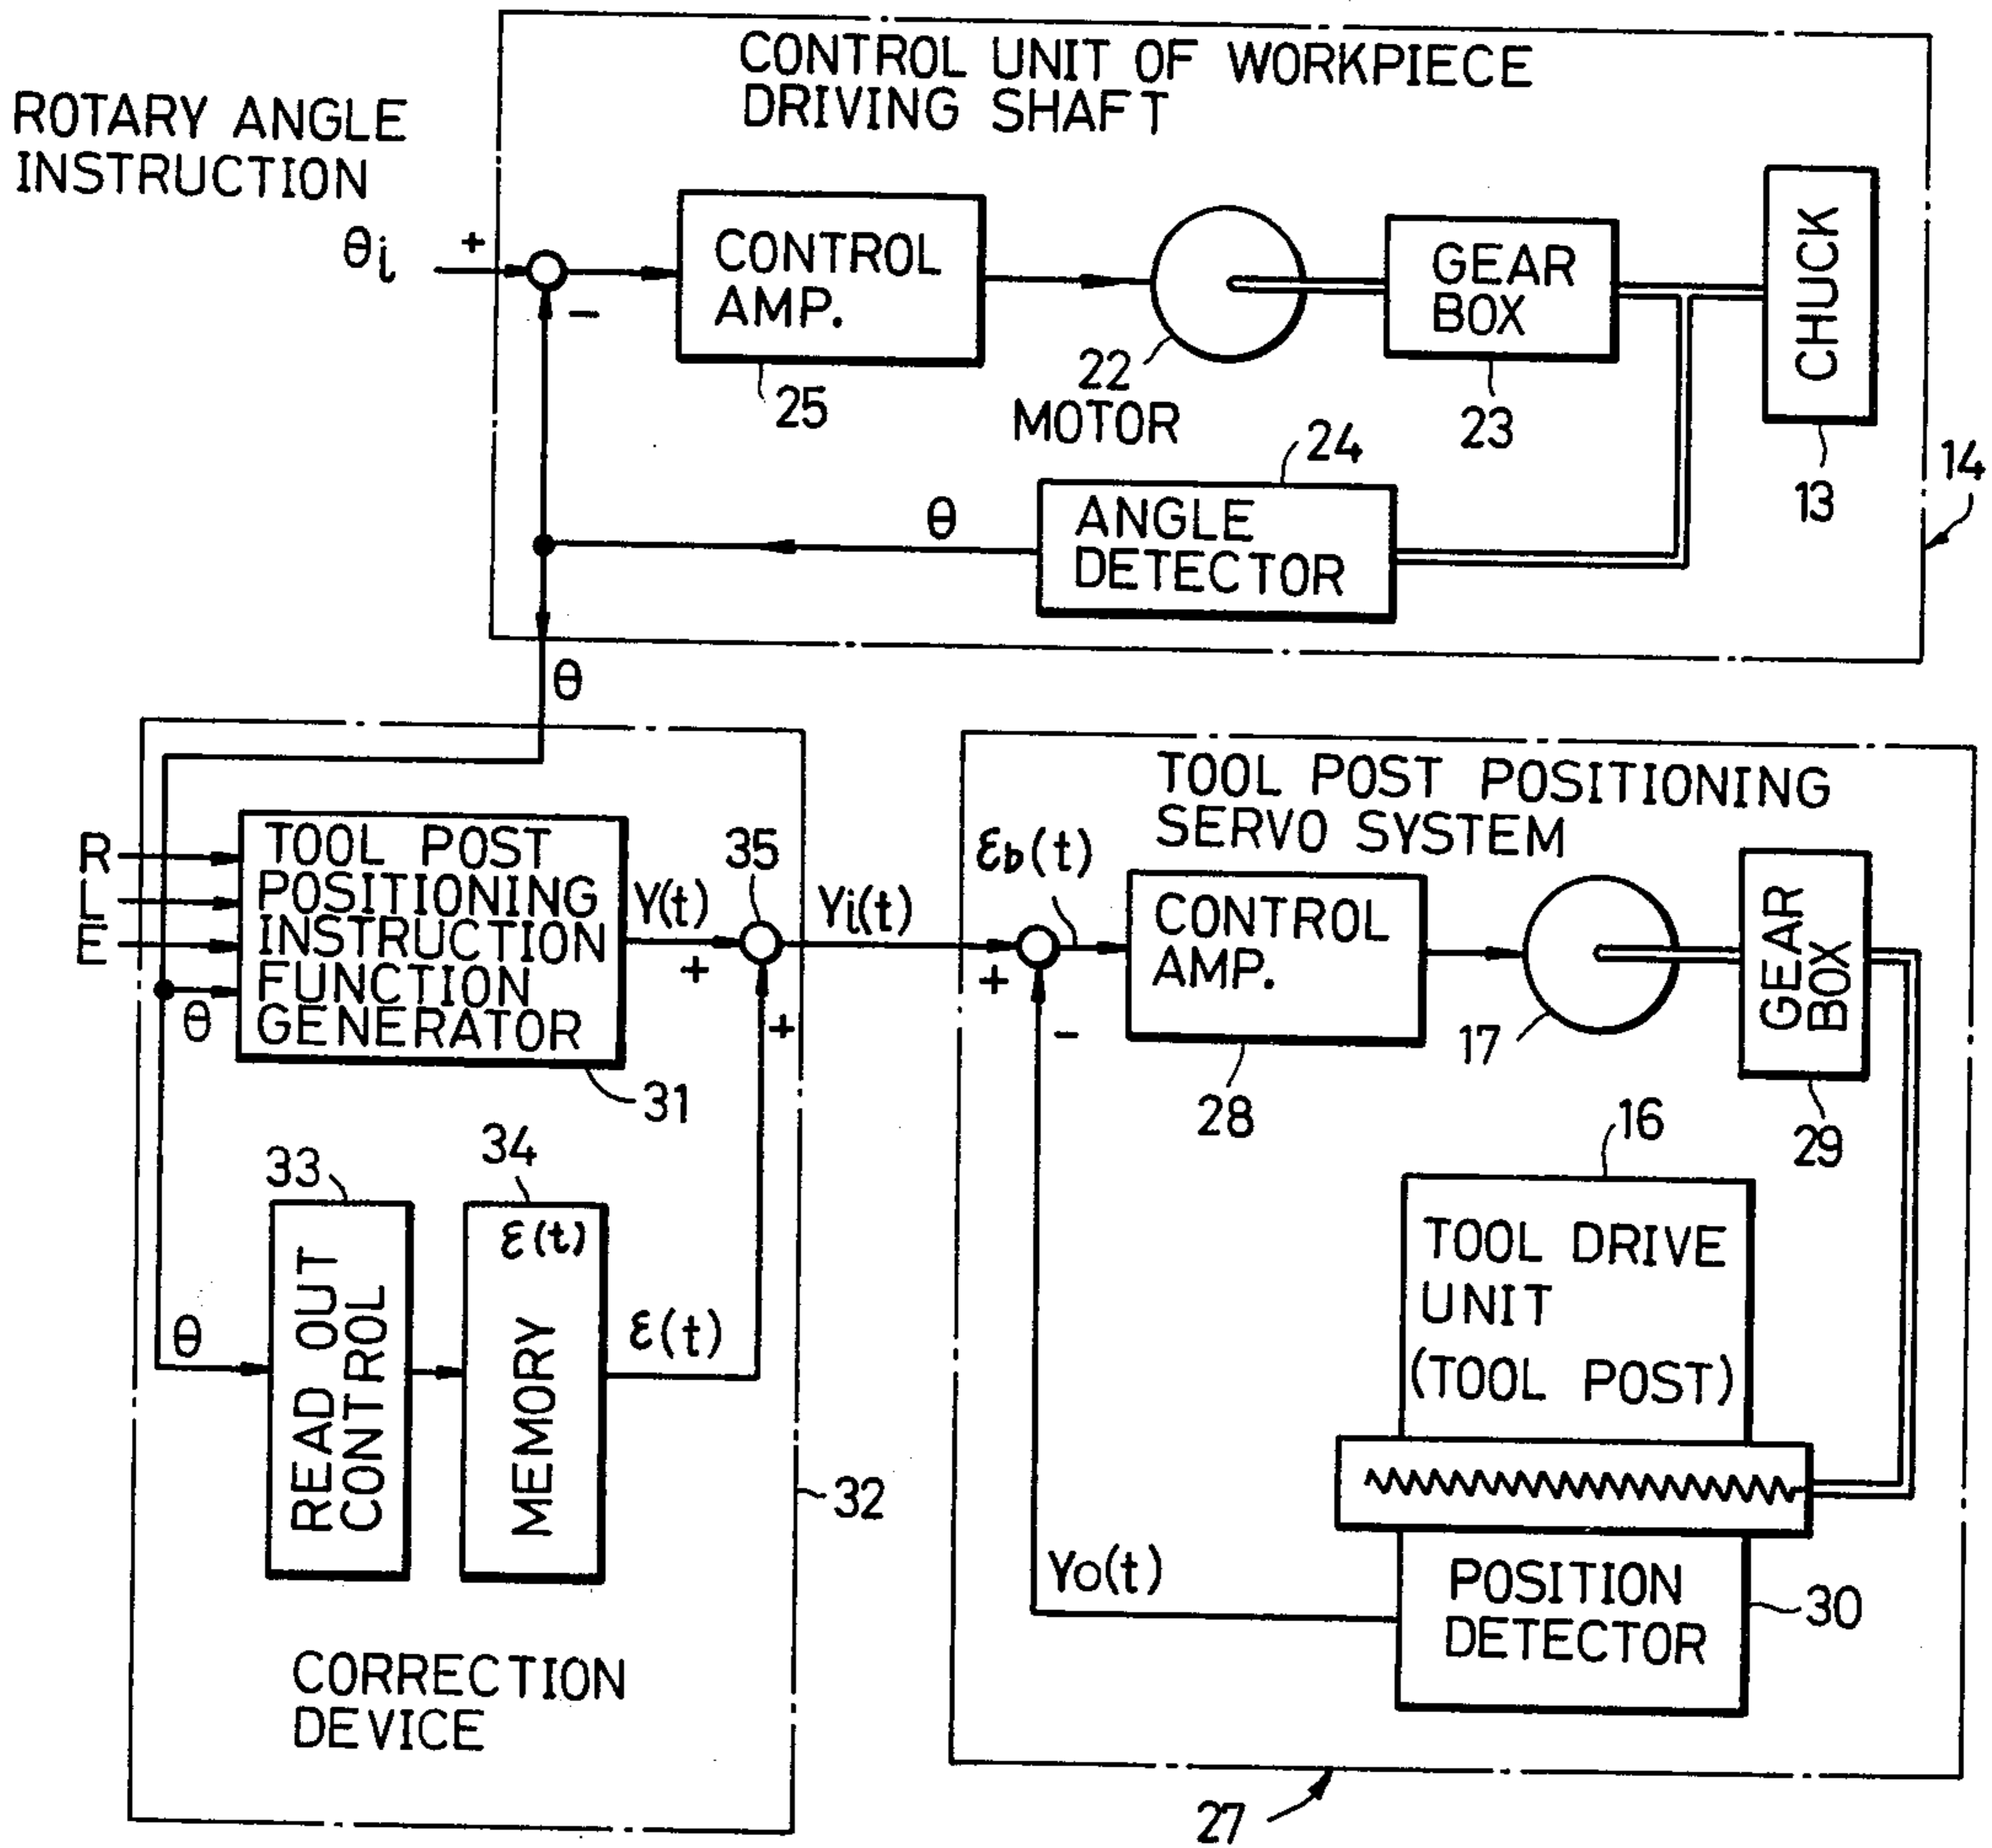 CONTROL UNIT OF WORKPIECE
DRIVING SHAFT
ROTARY ANGLE
INSTRUCTION
θi
+
-
CONTROL
AMP.
25
22
MOTOR
GEAR
BOX
23
CHUCK
13
14
24
ANGLE
DETECTOR
θ
θ
R
L
E
θ
TOOL POST
POSITIONING
INSTRUCTION
FUNCTION
GENERATOR
31
Y(t)
+
35
+
Yi(t)
33
READ OUT
CONTROL
θ
34
ε(t)
MEMORY
ε(t)
32
CORRECTION
DEVICE
TOOL POST POSITIONING
SERVO SYSTEM
εb(t)
+
-
CONTROL
AMP.
28
17
GEAR
BOX
29
16
TOOL DRIVE
UNIT
(TOOL POST)
YO(t)
POSITION
DETECTOR
30
27